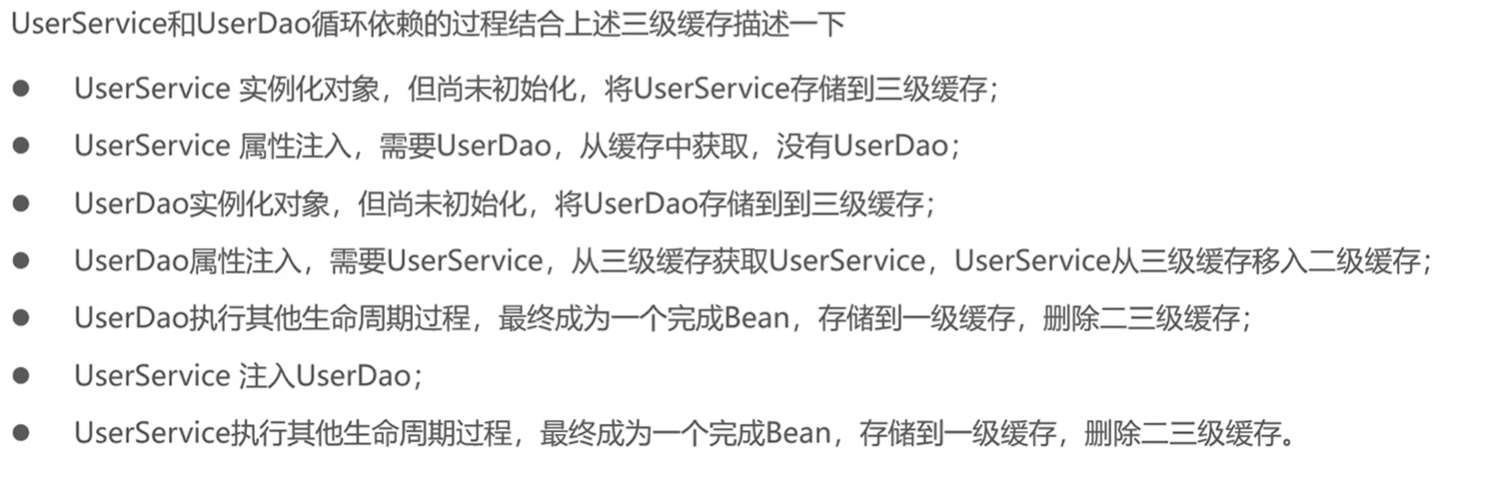 UserService和UserDao循环依赖的过程结合上述三级缓存描述一下
● UserService 实例化对象，但尚未初始化，将UserService存储到三级缓存；
● UserService 属性注入，需要UserDao，从缓存中获取，没有UserDao；
● UserDao实例化对象，但尚未初始化，将UserDao存储到到三级缓存；
● UserDao属性注入，需要UserService，从三级缓存获取UserService，UserService从三级缓存移入二级缓存；
● UserDao执行其他生命周期过程，最终成为一个完成Bean，存储到一级缓存，删除二三级缓存；
● UserService 注入UserDao；
● UserService执行其他生命周期过程，最终成为一个完成Bean，存储到一级缓存，删除二三级缓存。